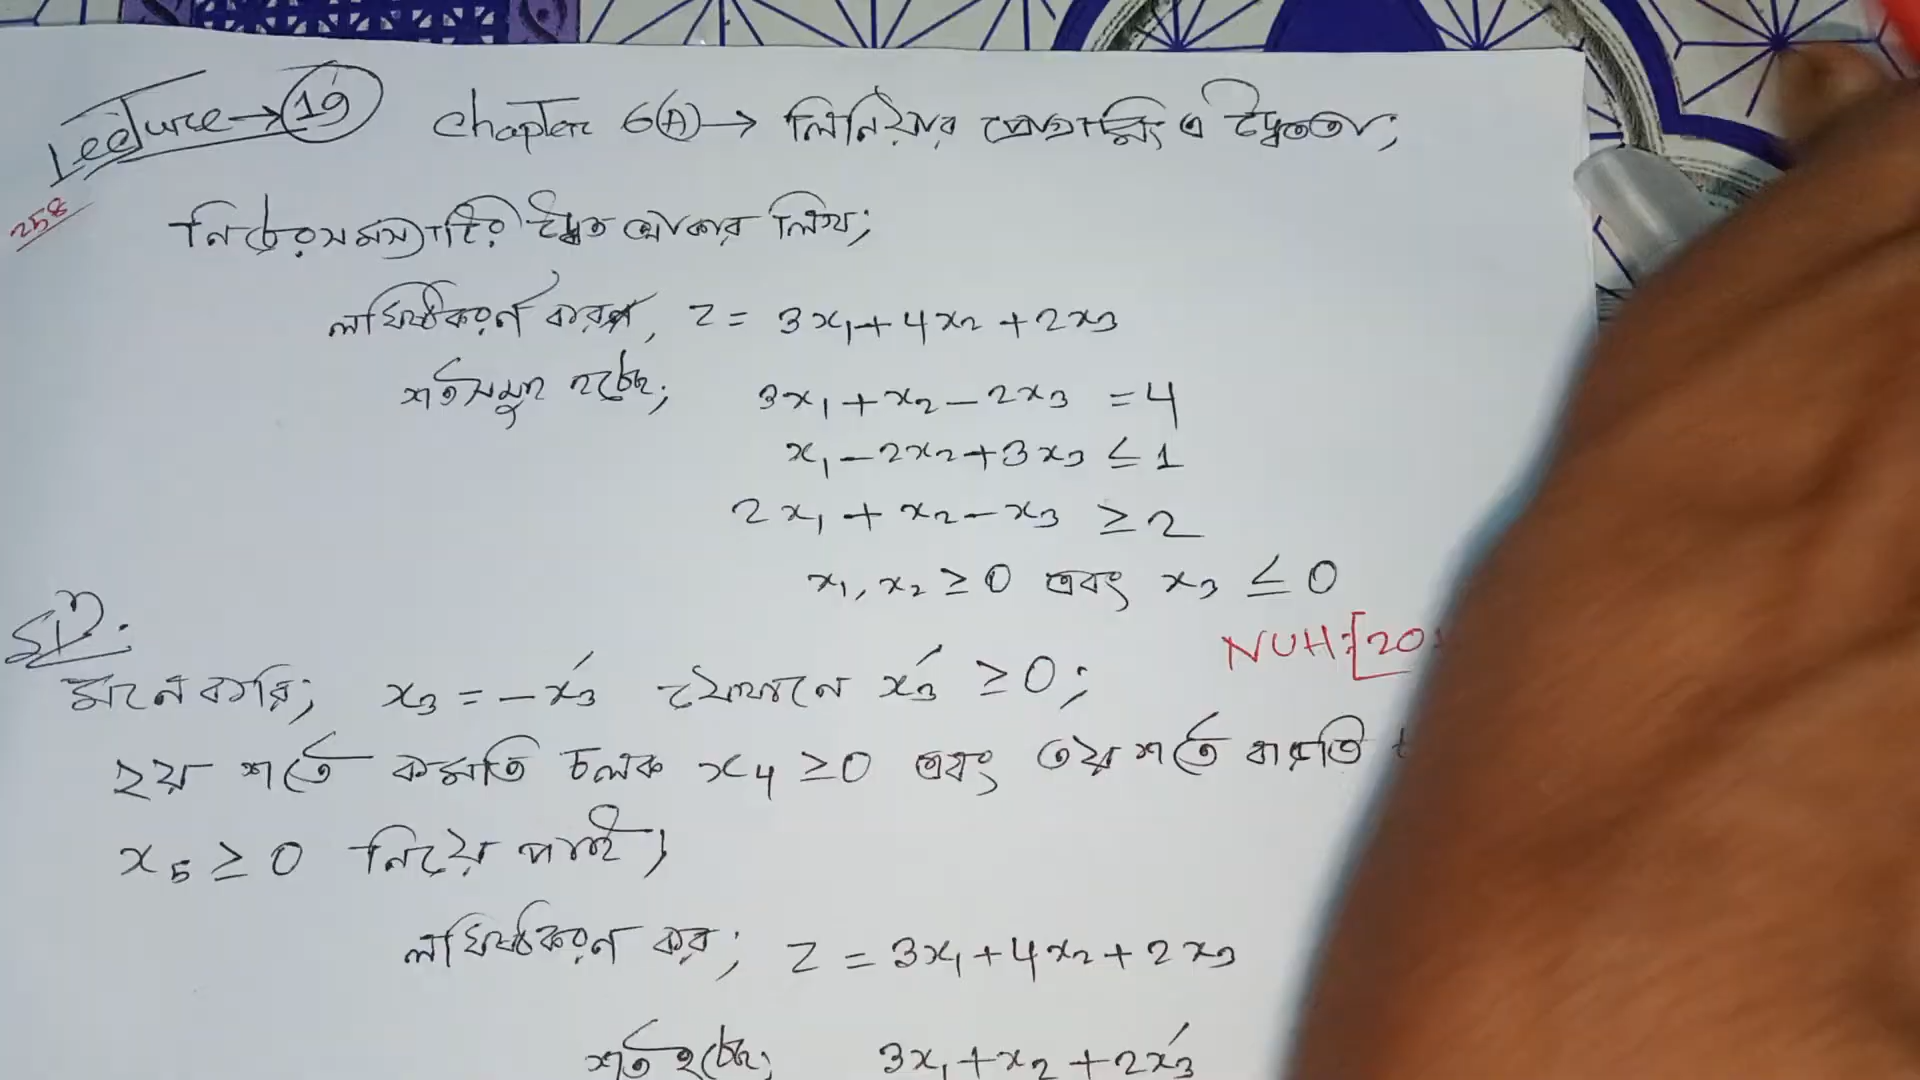 Lecture → 19 Chapter 6(A) → লিনিয়ার প্রোগ্রামিং এ দ্বৈততা;
258
নিচের সমস্যাটির দ্বৈত আকার লিখ;
লঘিষ্ঠকরণ কর, z = 3x₁ + 4x₂ + 2x₃
শর্তসমূহ হচ্ছে; 3x₁ + x₂ − 2x₃ = 4
x₁ − 2x₂ + 3x₃ ≤ 1
2x₁ + x₂ − x₃ ≥ 2
x₁, x₂ ≥ 0 এবং x₃ ≤ 0
NUH:[20
Solⁿ:
মনে করি; x₃ = −x₃′ যেখানে x₃′ ≥ 0;
২য় শর্তে কমতি চলক x₄ ≥ 0 এবং ৩য় শর্তে বাড়তি
x₅ ≥ 0 নিয়ে পাই;
লঘিষ্ঠকরণ কর; z = 3x₁ + 4x₂ + 2x₃
শর্ত হচ্ছে; 3x₁ + x₂ + 2x₃′